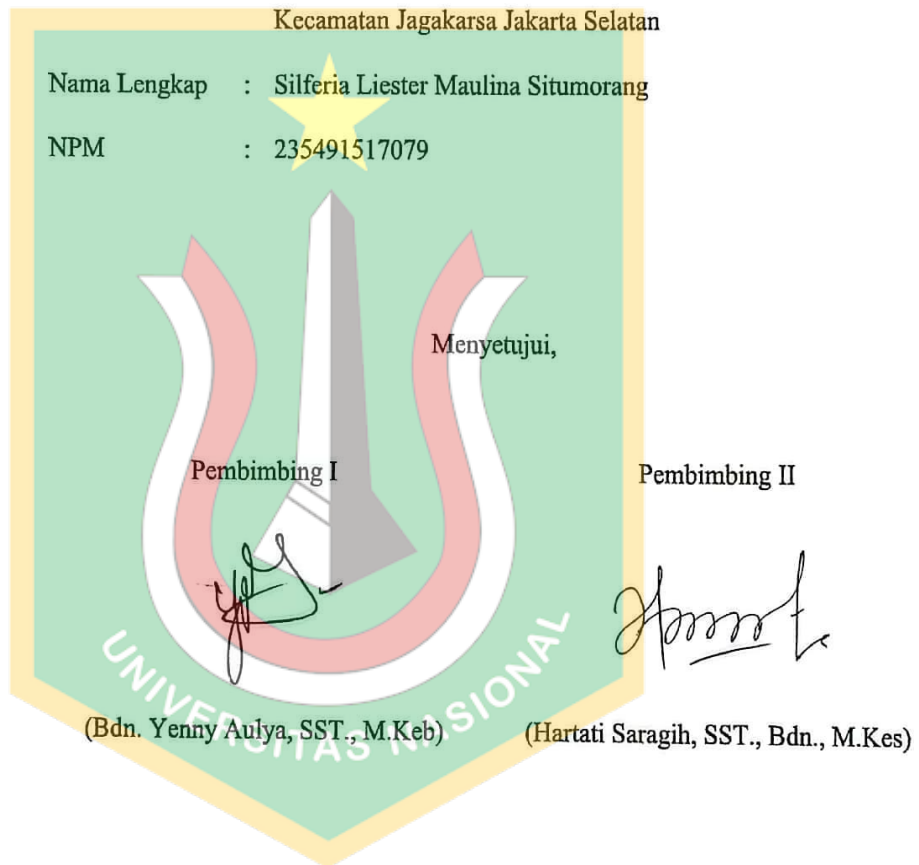 Kecamatan Jagakarsa Jakarta Selatan
Nama Lengkap : Silferia Liester Maulina Situmorang
NPM : 235491517079
Menyetujui,
Pembimbing I Pembimbing II
UNIVERSITAS NASIONAL
(Bdn. Yenny Aulya, SST., M.Keb) (Hartati Saragih, SST., Bdn., M.Kes)